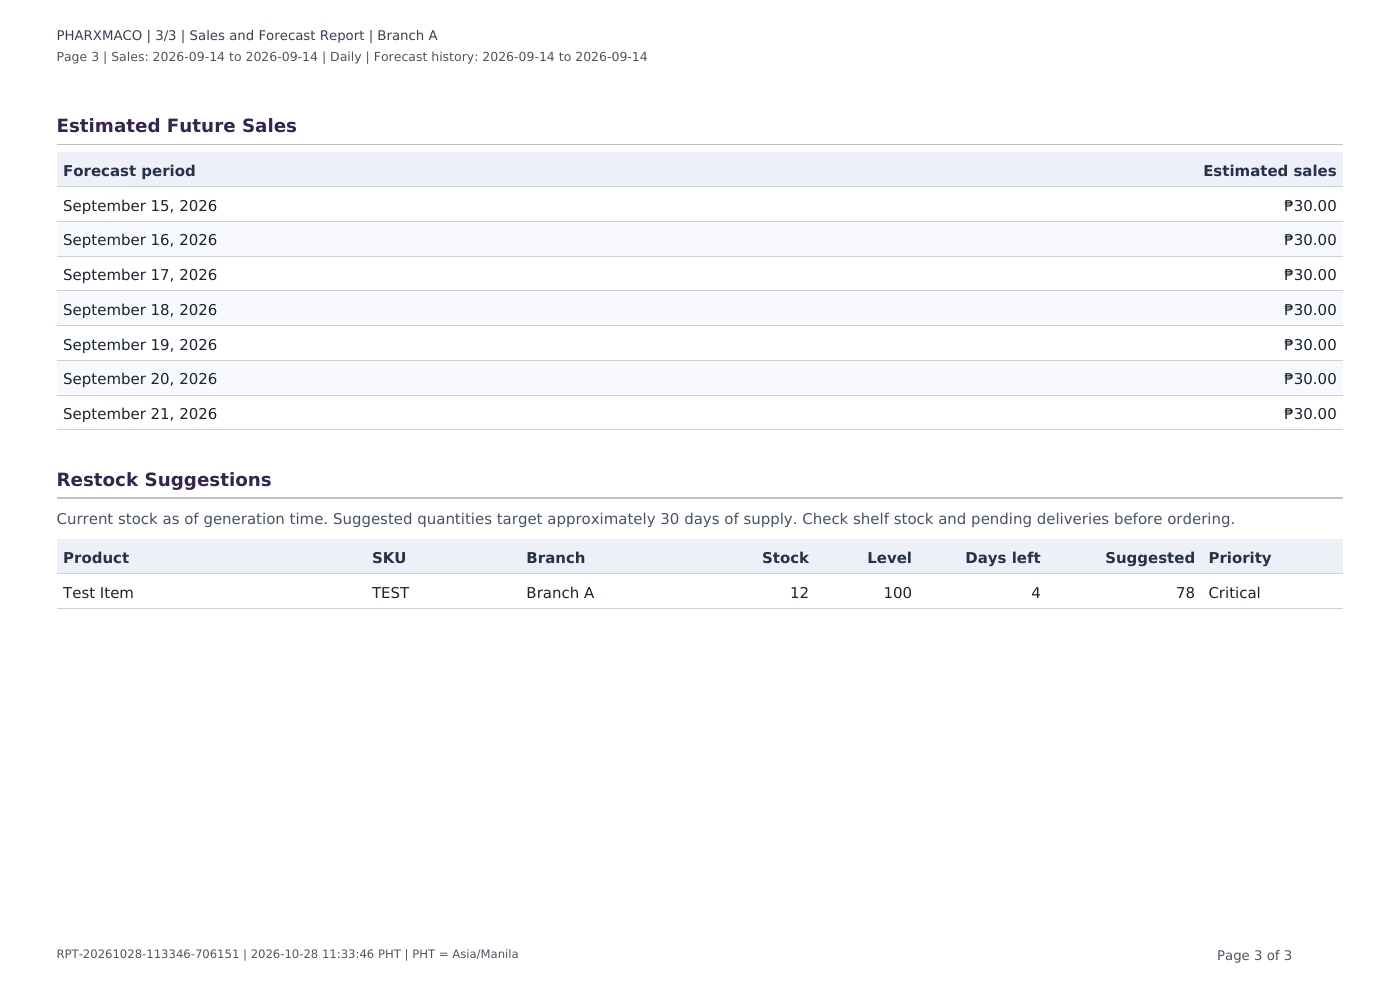 PHARXMACO | 3/3 | Sales and Forecast Report | Branch A
Page 3 | Sales: 2026-09-14 to 2026-09-14 | Daily | Forecast history: 2026-09-14 to 2026-09-14
Estimated Future Sales
Forecast period Estimated sales
September 15, 2026 ₱30.00
September 16, 2026 ₱30.00
September 17, 2026 ₱30.00
September 18, 2026 ₱30.00
September 19, 2026 ₱30.00
September 20, 2026 ₱30.00
September 21, 2026 ₱30.00
Restock Suggestions
Current stock as of generation time. Suggested quantities target approximately 30 days of supply. Check shelf stock and pending deliveries before ordering.
Product SKU Branch Stock Level Days left Suggested Priority
Test Item TEST Branch A 12 100 4 78 Critical
RPT-20261028-113346-706151 | 2026-10-28 11:33:46 PHT | PHT = Asia/Manila
Page 3 of 3